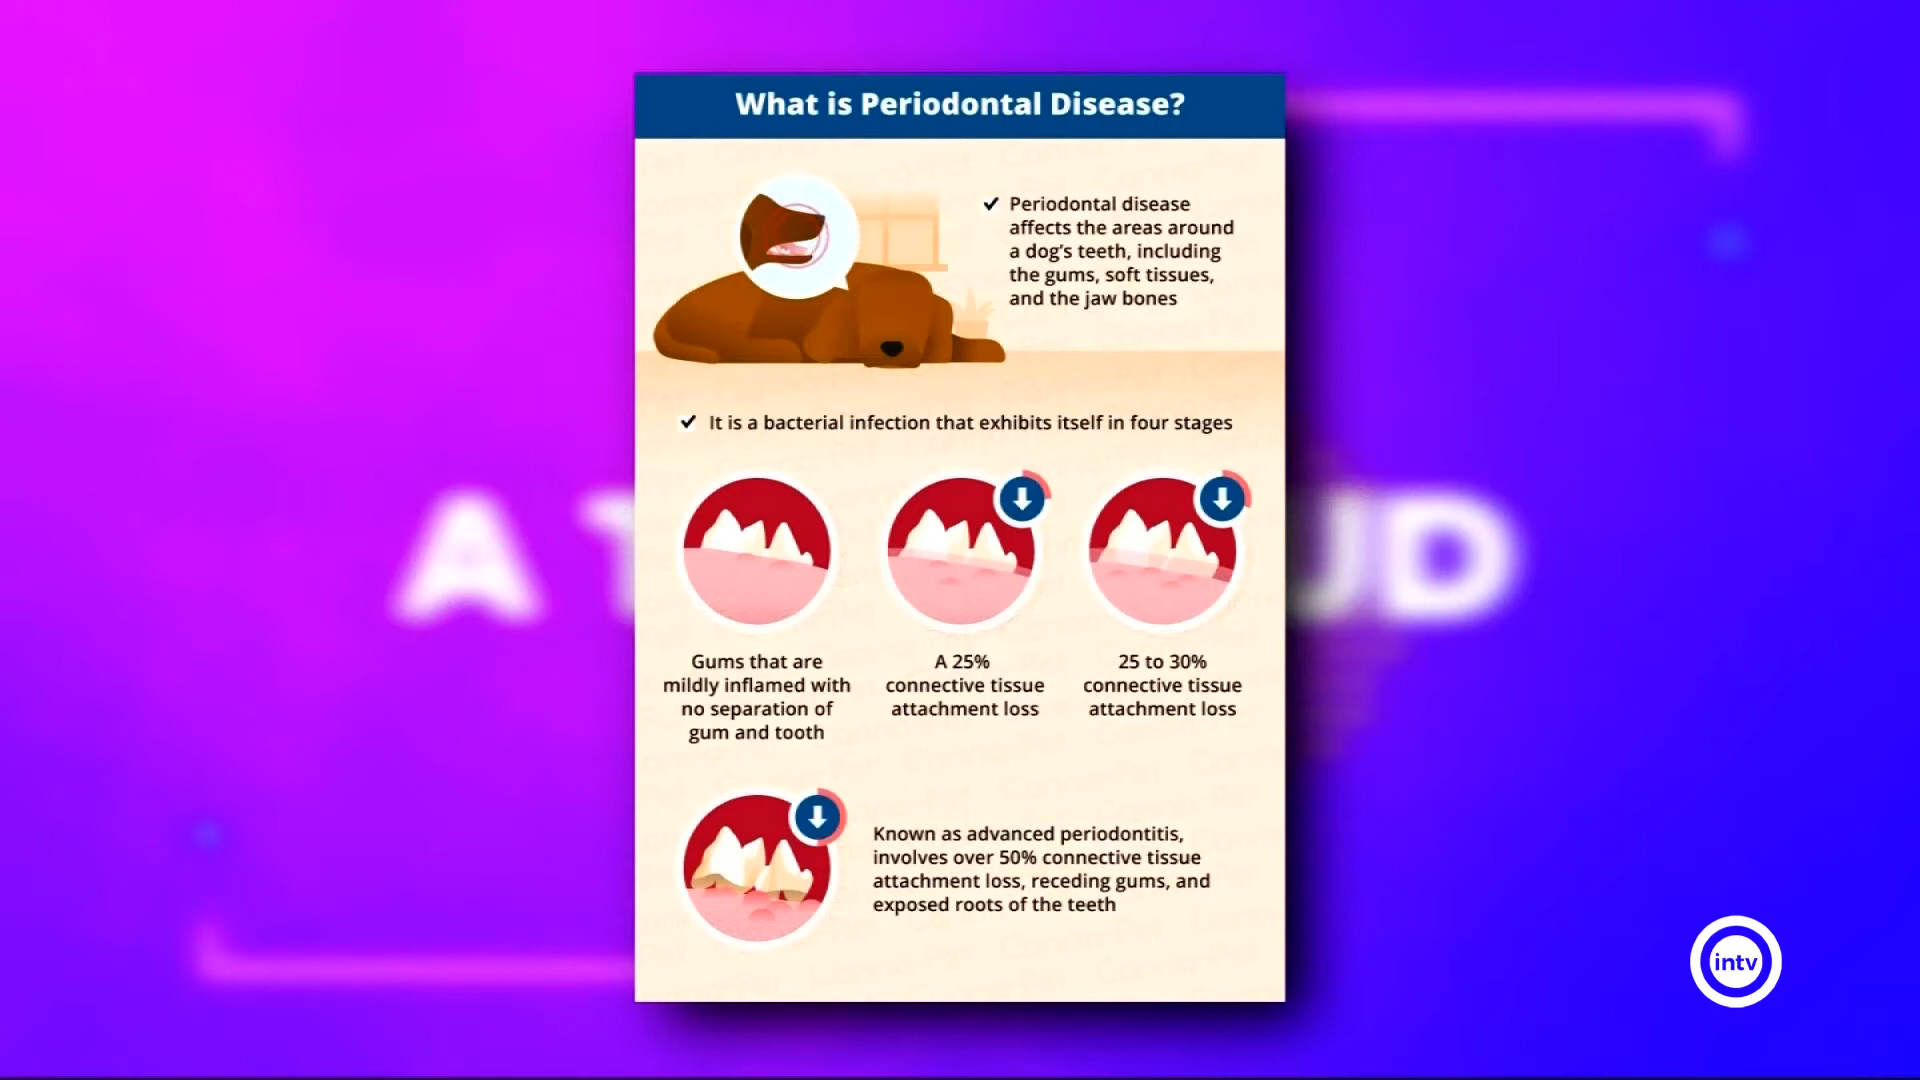 What is Periodontal Disease?
Periodontal disease
affects the areas around
a dog's teeth, including
the gums, soft tissues,
and the jaw bones
It is a bacterial infection that exhibits itself in four stages
Gums that are
mildly inflamed with
no separation of
gum and tooth
A 25%
connective tissue
attachment loss
25 to 30%
connective tissue
attachment loss
Known as advanced periodontitis,
involves over 50% connective tissue
attachment loss, receding gums, and
exposed roots of the teeth
intv